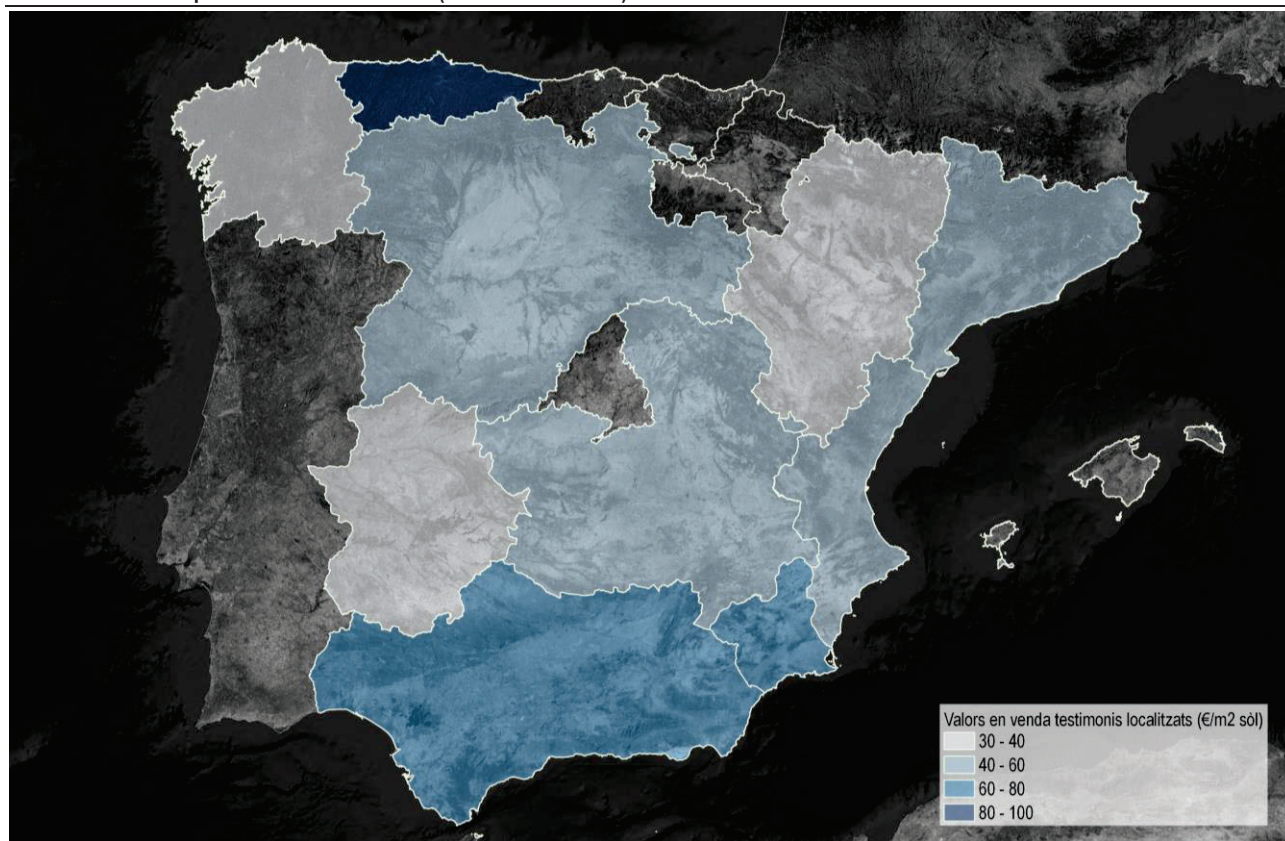 Valors en venda testimonis localitzats (€/m2 sòl)
30 - 40
40 - 60
60 - 80
80 - 100